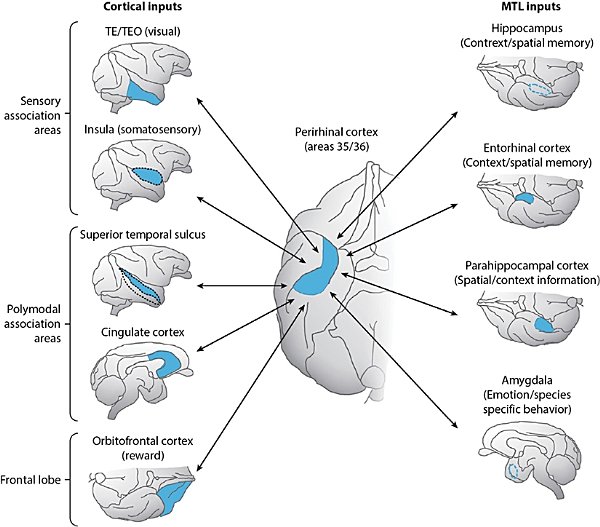 Cortical inputs
TE/TEO (visual)
Sensory
association
areas
Insula (somatosensory)
Superior temporal sulcus
Polymodal
association
areas
Cingulate cortex
Orbitofrontal cortex
(reward)
Frontal lobe
Perirhinal cortex
(areas 35/36)
MTL inputs
Hippocampus
(Contrext/spatial memory)
Entorhinal cortex
(Context/spatial memory)
Parahippocampal cortex
(Spatial/context information)
Amygdala
(Emotion/species
specific behavior)